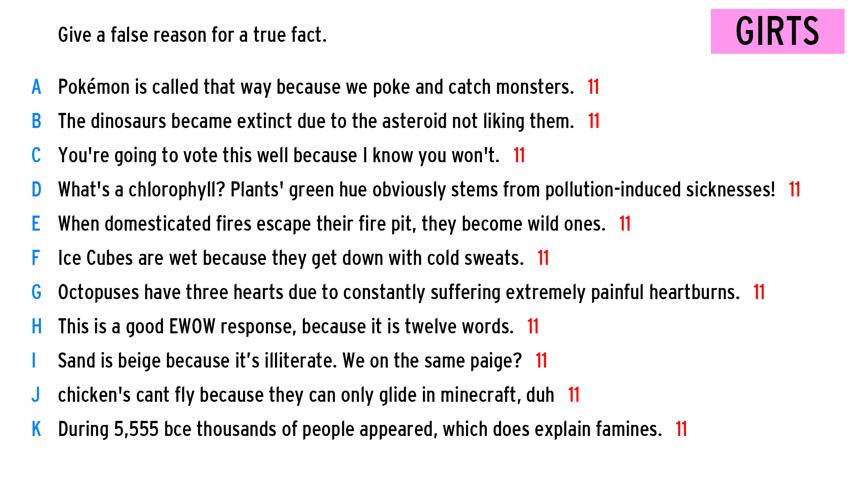 GIRTS
Give a false reason for a true fact.
A Pokémon is called that way because we poke and catch monsters. 11
B The dinosaurs became extinct due to the asteroid not liking them. 11
C You're going to vote this well because I know you won't. 11
D What's a chlorophyll? Plants' green hue obviously stems from pollution-induced sicknesses! 11
E When domesticated fires escape their fire pit, they become wild ones. 11
F Ice Cubes are wet because they get down with cold sweats. 11
G Octopuses have three hearts due to constantly suffering extremely painful heartburns. 11
H This is a good EWOW response, because it is twelve words. 11
I Sand is beige because it’s illiterate. We on the same paige? 11
J chicken's cant fly because they can only glide in minecraft, duh 11
K During 5,555 bce thousands of people appeared, which does explain famines. 11